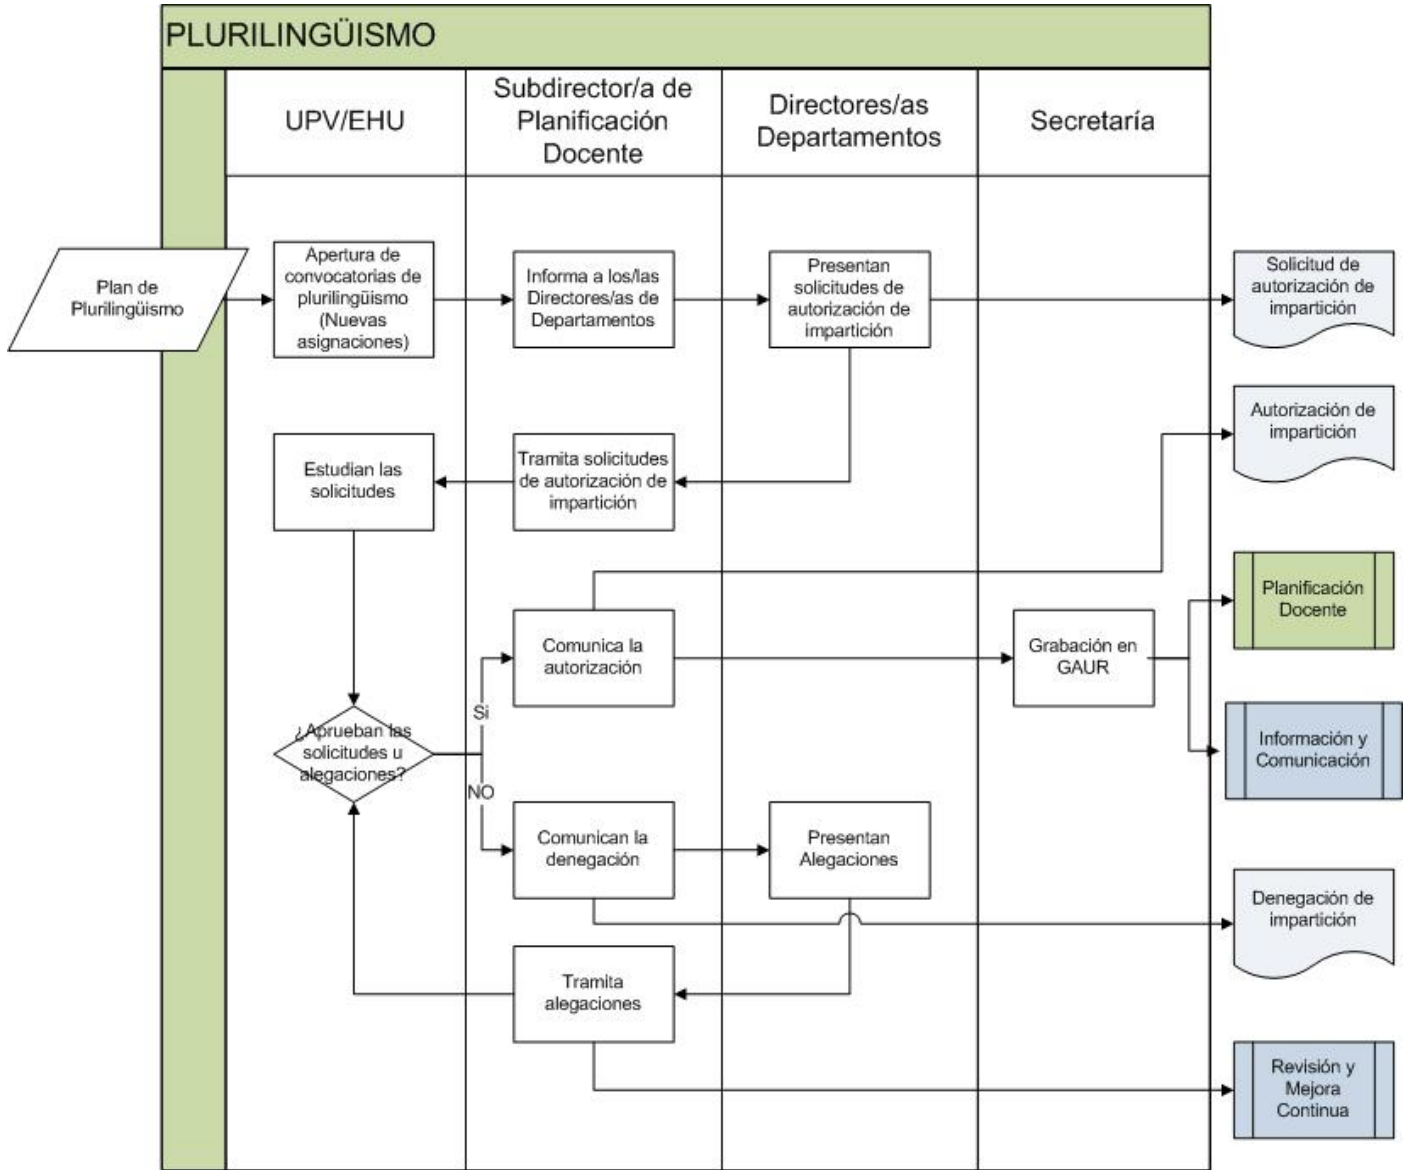 PLURILINGÜISMO
UPV/EHU
Subdirector/a de
Planificación
Docente
Directores/as
Departamentos
Secretaría
Plan de
Plurilingüismo
Apertura de
convocatorias de
plurilingüismo
(Nuevas
asignaciones)
Informa a los/las
Directores/as de
Departamentos
Presentan
solicitudes de
autorización de
impartición
Solicitud de
autorización de
impartición
Autorización de
impartición
Estudian las
solicitudes
Tramita solicitudes
de autorización de
impartición
Planificación
Docente
Comunica la
autorización
Grabación en
GAUR
Si
¿Aprueban las
solicitudes u
alegaciones?
Información y
Comunicación
NO
Comunican la
denegación
Presentan
Alegaciones
Denegación de
impartición
Tramita
alegaciones
Revisión y
Mejora
Continua